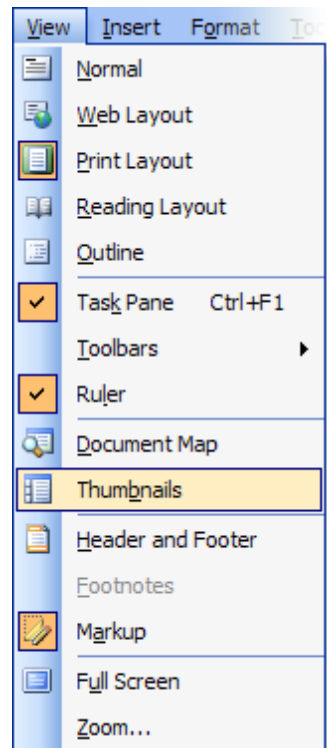 View Insert Format Too
Normal
Web Layout
Print Layout
Reading Layout
Outline
Task Pane Ctrl+F1
Toolbars
Ruler
Document Map
Thumbnails
Header and Footer
Footnotes
Markup
Full Screen
Zoom...